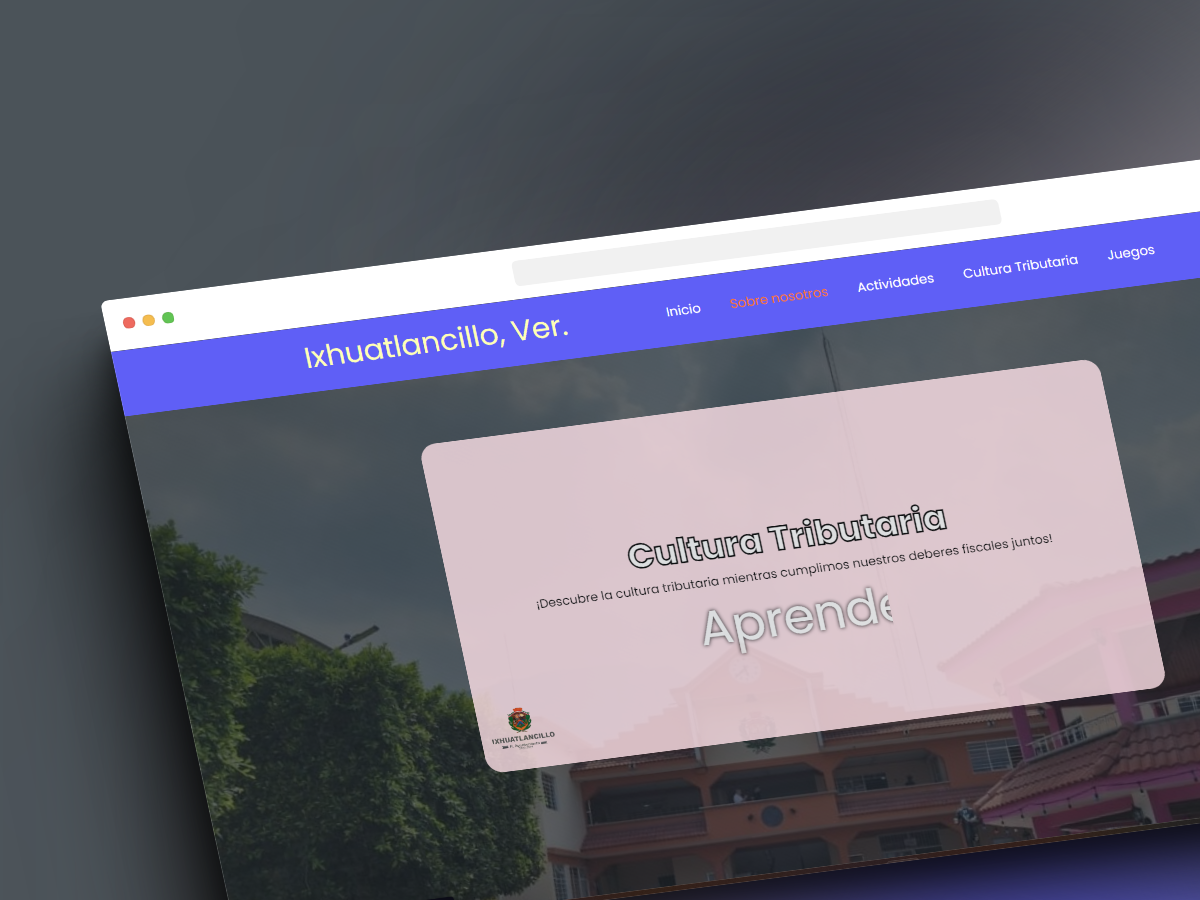 Ixhuatlancillo, Ver.
Inicio
Sobre nosotros
Actividades
Cultura Tributaria
Juegos
Cultura Tributaria
¡Descubre la cultura tributaria mientras cumplimos nuestros deberes fiscales juntos!
Aprende
IXHUATLANCILLO